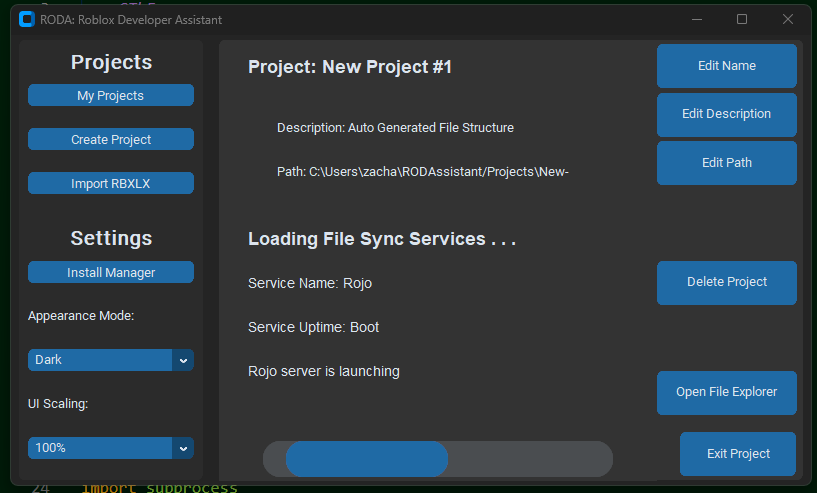 RODA: Roblox Developer Assistant
Projects
My Projects
Create Project
Import RBXLX
Settings
Install Manager
Appearance Mode:
Dark
UI Scaling:
100%
Project: New Project #1
Description: Auto Generated File Structure
Path: C:\Users\zacha\RODAssistant/Projects\New-
Loading File Sync Services . . .
Service Name: Rojo
Service Uptime: Boot
Rojo server is launching
Edit Name
Edit Description
Edit Path
Delete Project
Open File Explorer
Exit Project
24 import subprocess